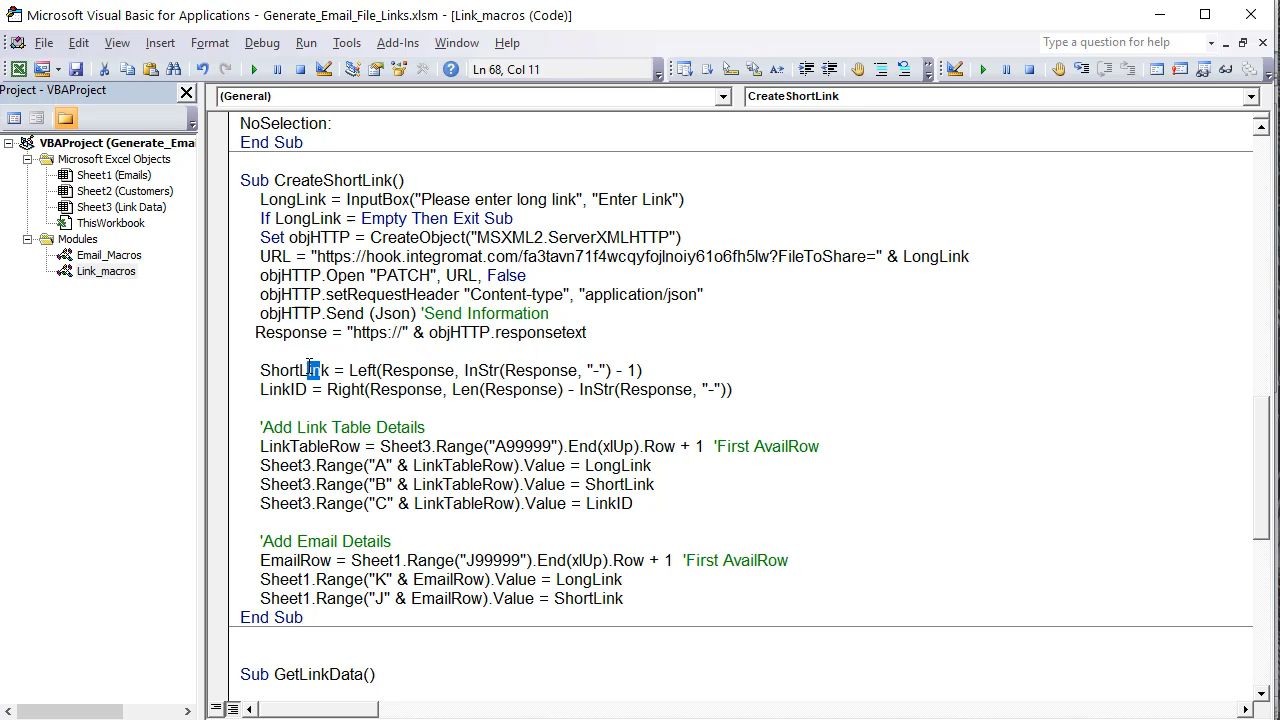 Microsoft Visual Basic for Applications - Generate_Email_File_Links.xlsm - [Link_macros (Code)]
File Edit View Insert Format Debug Run Tools Add-Ins Window Help
Type a question for help
Ln 68, Col 11
Project - VBAProject
(General)
CreateShortLink
VBAProject (Generate_Emai
Microsoft Excel Objects
Sheet1 (Emails)
Sheet2 (Customers)
Sheet3 (Link Data)
ThisWorkbook
Modules
Email_Macros
Link_macros
NoSelection:
End Sub
Sub CreateShortLink()
LongLink = InputBox("Please enter long link", "Enter Link")
If LongLink = Empty Then Exit Sub
Set objHTTP = CreateObject("MSXML2.ServerXMLHTTP")
URL = "https://hook.integromat.com/fa3tavn71f4wcqyfojlnoiy61o6fh5lw?FileToShare=" & LongLink
objHTTP.Open "PATCH", URL, False
objHTTP.setRequestHeader "Content-type", "application/json"
objHTTP.Send (Json) 'Send Information
Response = "https://" & objHTTP.responsetext
ShortLink = Left(Response, InStr(Response, "-") - 1)
LinkID = Right(Response, Len(Response) - InStr(Response, "-"))
'Add Link Table Details
LinkTableRow = Sheet3.Range("A99999").End(xlUp).Row + 1 'First AvailRow
Sheet3.Range("A" & LinkTableRow).Value = LongLink
Sheet3.Range("B" & LinkTableRow).Value = ShortLink
Sheet3.Range("C" & LinkTableRow).Value = LinkID
'Add Email Details
EmailRow = Sheet1.Range("J99999").End(xlUp).Row + 1 'First AvailRow
Sheet1.Range("K" & EmailRow).Value = LongLink
Sheet1.Range("J" & EmailRow).Value = ShortLink
End Sub
Sub GetLinkData()